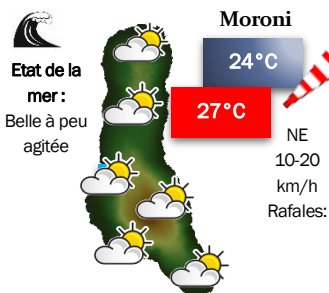 Moroni
Etat de la
mer :
Belle à peu
agitée
24°C
27°C
NE
10-20
km/h
Rafales: